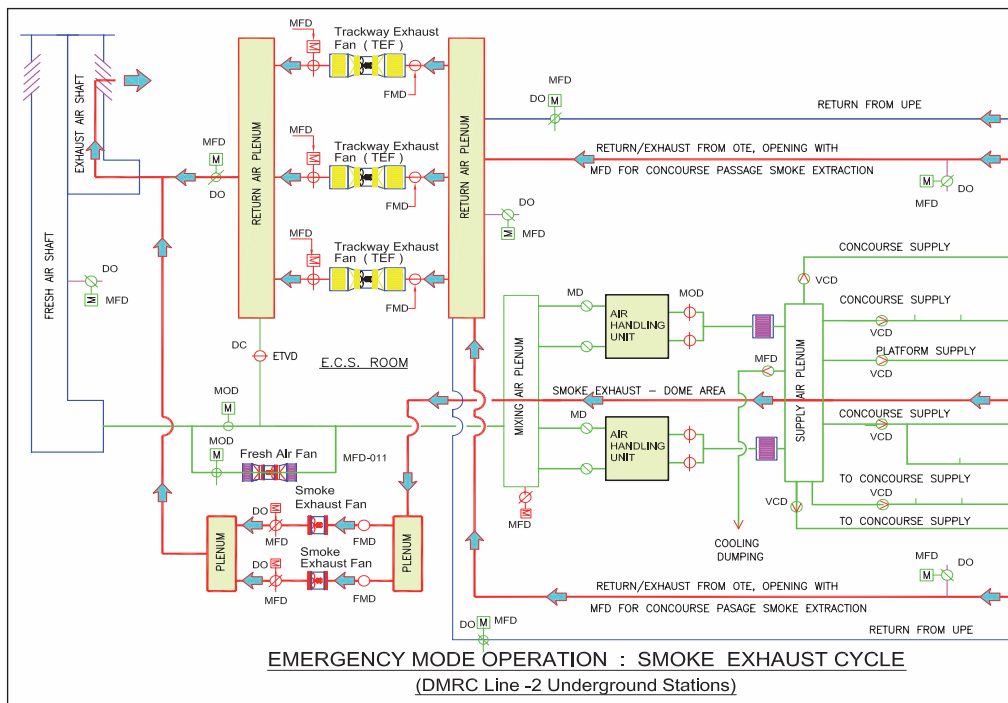 MFD
Trackway Exhaust
Fan ( TEF )
M
FMD
MFD
DO
M
RETURN FROM UPE
EXHAUST AIR SHAFT
MFD
M
DO
RETURN AIR PLENUM
MFD
Trackway Exhaust
Fan ( TEF )
M
FMD
RETURN AIR PLENUM
RETURN/EXHAUST FROM OTE, OPENING WITH
MFD FOR CONCOURSE PASSAGE SMOKE EXTRACTION
M
DO
MFD
DO
M
MFD
FRESH AIR SHAFT
DO
M
MFD
MFD
Trackway Exhaust
Fan ( TEF )
M
FMD
CONCOURSE SUPPLY
VCD
MD
AIR
HANDLING
UNIT
MOD
CONCOURSE SUPPLY
VCD
DC
ETVD
E.C.S. ROOM
MIXING AIR PLENUM
MFD
SUPPLY AIR PLENUM
PLATFORM SUPPLY
VCD
SMOKE EXHAUST - DOME AREA
MOD
M
MOD
M
Fresh Air Fan
MFD-011
MD
AIR
HANDLING
UNIT
MOD
CONCOURSE SUPPLY
VCD
TO CONCOURSE SUPPLY
VCD
VCD
TO CONCOURSE SUPPLY
M
MFD
COOLING
DUMPING
PLENUM
Smoke
Exhaust Fan
DO
M
MFD
FMD
Smoke
Exhaust Fan
DO
M
MFD
FMD
PLENUM
MFD
M
DO
RETURN/EXHAUST FROM OTE, OPENING WITH
MFD FOR CONCOURSE PASAGE SMOKE EXTRACTION
DO
M
MFD
RETURN FROM UPE
EMERGENCY MODE OPERATION : SMOKE EXHAUST CYCLE
(DMRC Line -2 Underground Stations)